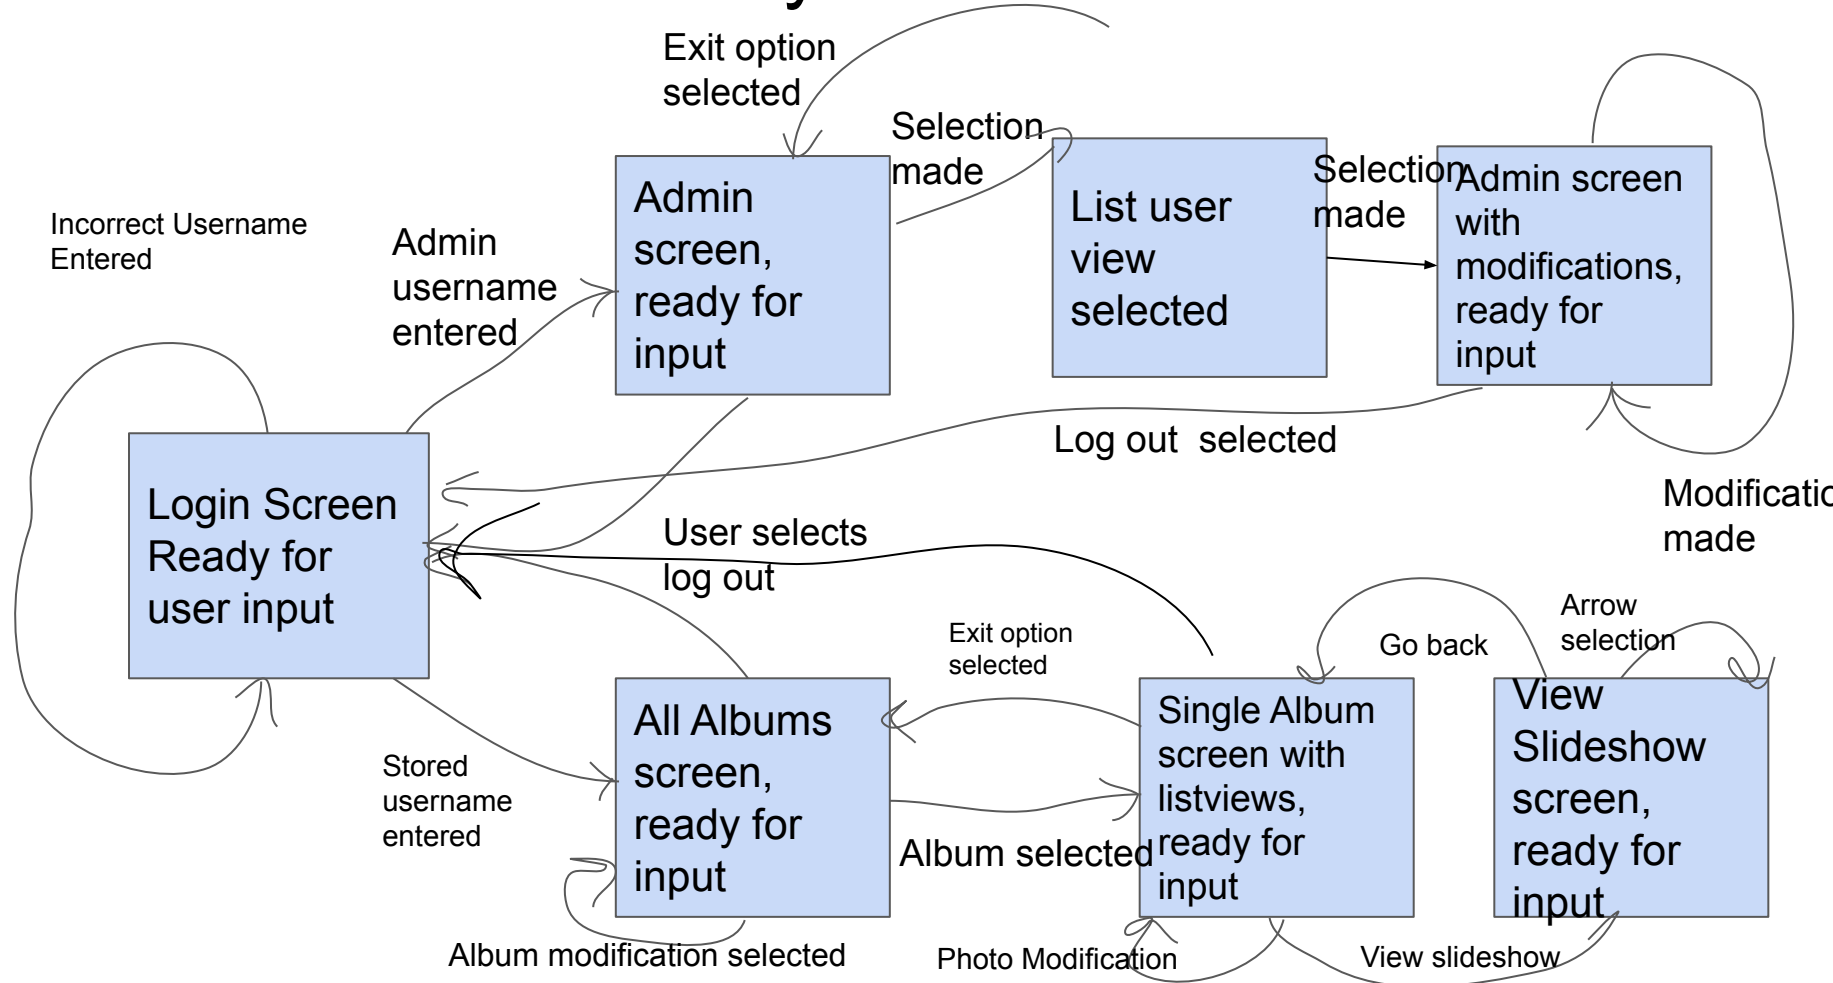 Exit option
selected
Selection
made
Selection
made
Admin
screen,
ready for
input
List user
view
selected
Admin screen
with
modifications,
ready for
input
Incorrect Username
Entered
Admin
username
entered
Log out  selected
Login Screen
Ready for
user input
User selects
log out
made
Exit option
selected
Go back
Arrow
selection
All Albums
screen,
ready for
input
Single Album
screen with
listviews,
ready for
input
View
Slideshow
screen,
ready for
input
Stored
username
entered
Album selected
Album modification selected
Photo Modification
View slideshow